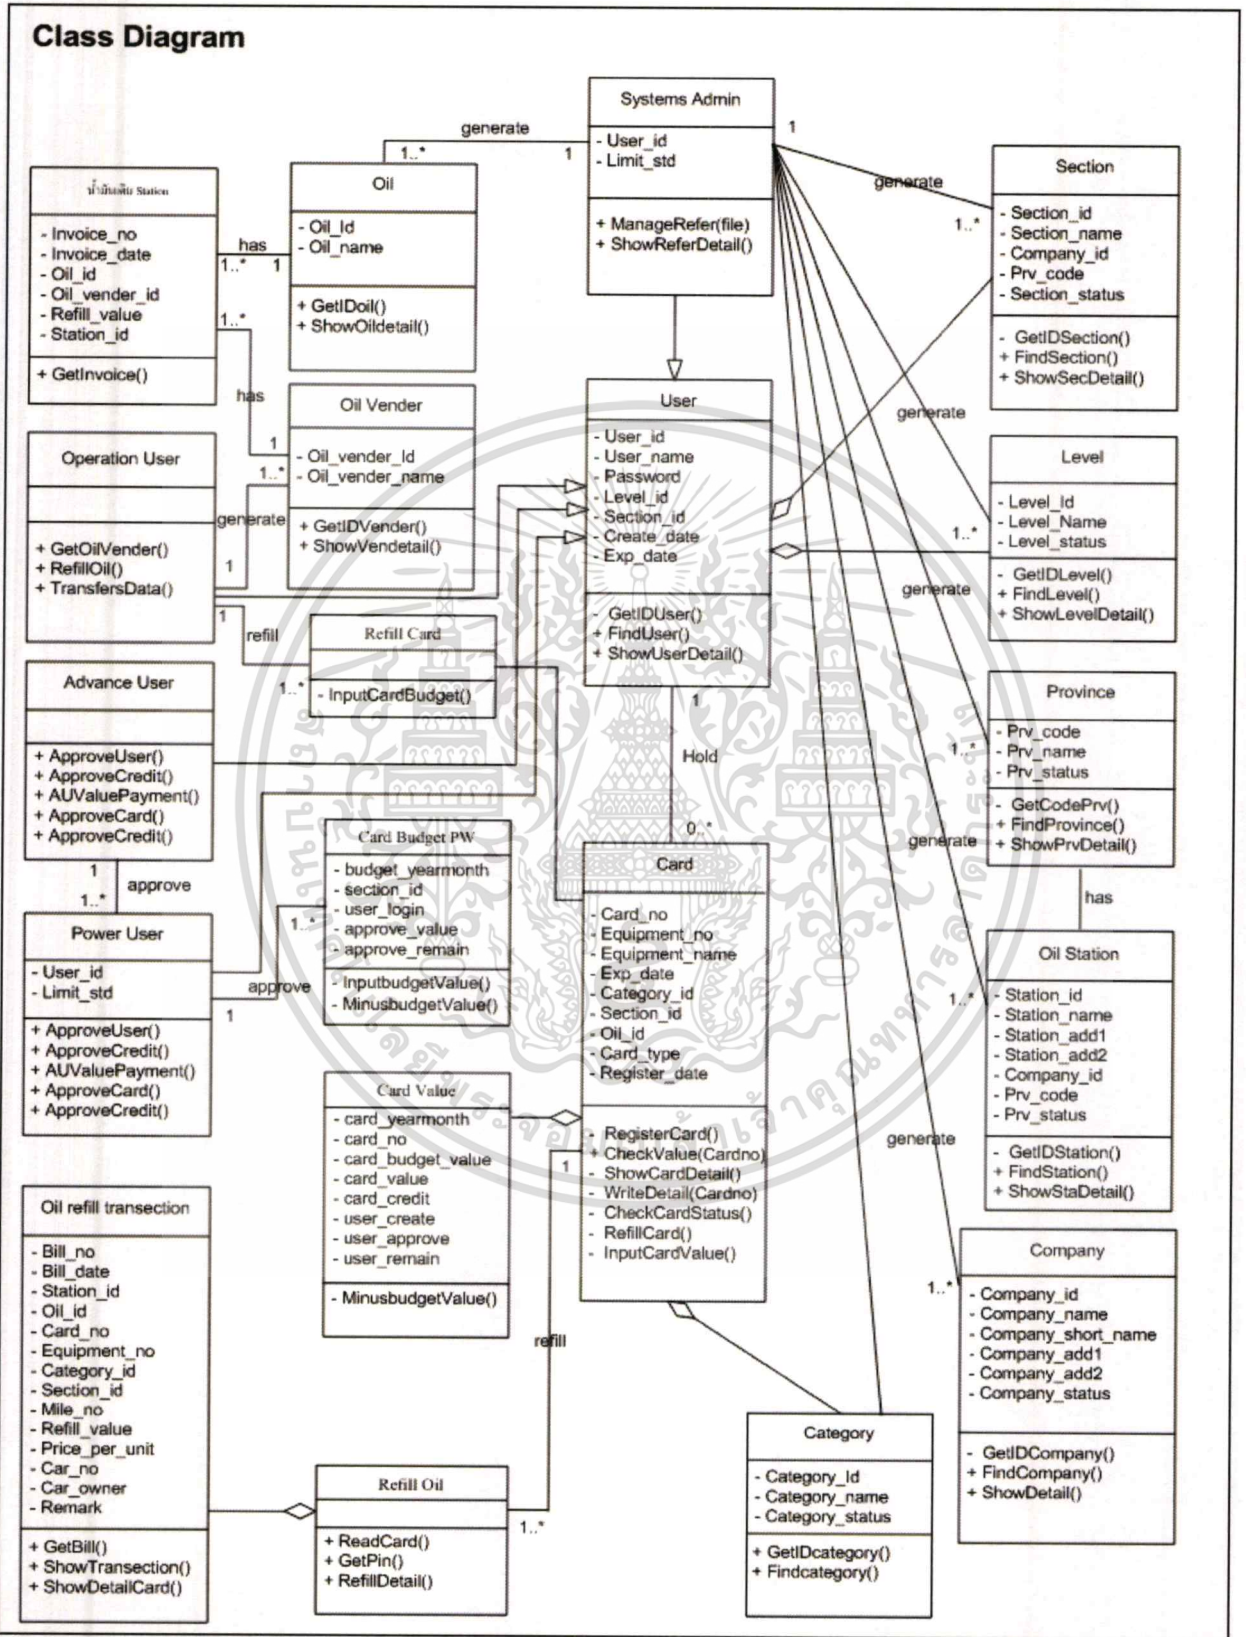 Class Diagram
Systems Admin
- User_id
- Limit_std
+ ManageRefer(file)
+ ShowReferDetail()
generate
1..*
1
1
Oil
- Oil_Id
- Oil_name
+ GetIDoil()
+ ShowOildetail()
น้ำมันเติม Station
- Invoice_no
- Invoice_date
- Oil_id
- Oil_vender_id
- Refill_value
- Station_id
+ GetInvoice()
has
1..*
1
1..*
has
1
Oil Vender
- Oil_vender_Id
- Oil_vender_name
+ GetIDVender()
+ ShowVendetail()
Operation User
+ GetOilVender()
+ RefillOil()
+ TransfersData()
1..*
generate
1
1
refill
1..*
Refill Card
- InputCardBudget()
User
- User_id
- User_name
- Password
- Level_id
- Section_id
- Create_date
- Exp_date
- GetIDUser()
+ FindUser()
+ ShowUserDetail()
1
Hold
0..*
Section
- Section_id
- Section_name
- Company_id
- Prv_code
- Section_status
- GetIDSection()
+ FindSection()
+ ShowSecDetail()
generate
1..*
Level
- Level_Id
- Level_Name
- Level_status
- GetIDLevel()
+ FindLevel()
+ ShowLevelDetail()
generate
1..*
Province
- Prv_code
- Prv_name
- Prv_status
- GetCodePrv()
+ FindProvince()
+ ShowPrvDetail()
generate
1..*
has
Oil Station
- Station_id
- Station_name
- Station_add1
- Station_add2
- Company_id
- Prv_code
- Prv_status
- GetIDStation()
+ FindStation()
+ ShowStaDetail()
generate
1..*
Company
- Company_id
- Company_name
- Company_short_name
- Company_add1
- Company_add2
- Company_status
- GetIDCompany()
+ FindCompany()
+ ShowDetail()
generate
1..*
Advance User
+ ApproveUser()
+ ApproveCredit()
+ AUValuePayment()
+ ApproveCard()
+ ApproveCredit()
1
approve
1..*
Power User
- User_id
- Limit_std
+ ApproveUser()
+ ApproveCredit()
+ AUValuePayment()
+ ApproveCard()
+ ApproveCredit()
1..*
approve
1
Card Budget PW
- budget_yearmonth
- section_id
- user_login
- approve_value
- approve_remain
- InputbudgetValue()
- MinusbudgetValue()
Card
- Card_no
- Equipment_no
- Equipment_name
- Exp_date
- Category_id
- Section_id
- Oil_id
- Card_type
- Register_date
- RegisterCard()
+ CheckValue(Cardno)
- ShowCardDetail()
- WriteDetail(Cardno)
- CheckCardStatus()
- RefillCard()
- InputCardValue()
Card Value
- card_yearmonth
- card_no
- card_budget_value
- card_value
- card_credit
- user_create
- user_approve
- user_remain
- MinusbudgetValue()
1
refill
1..*
Oil refill transection
- Bill_no
- Bill_date
- Station_id
- Oil_id
- Card_no
- Equipment_no
- Category_id
- Section_id
- Mile_no
- Refill_value
- Price_per_unit
- Car_no
- Car_owner
- Remark
+ GetBill()
+ ShowTransection()
+ ShowDetailCard()
Refill Oil
+ ReadCard()
+ GetPin()
+ RefillDetail()
Category
- Category_Id
- Category_name
- Category_status
+ GetIDcategory()
+ Findcategory()